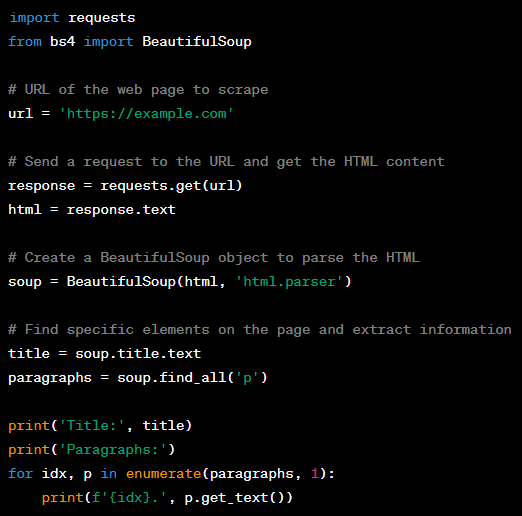 import requests
from bs4 import BeautifulSoup

# URL of the web page to scrape
url = 'https://example.com'

# Send a request to the URL and get the HTML content
response = requests.get(url)
html = response.text

# Create a BeautifulSoup object to parse the HTML
soup = BeautifulSoup(html, 'html.parser')

# Find specific elements on the page and extract information
title = soup.title.text
paragraphs = soup.find_all('p')

print('Title:', title)
print('Paragraphs:')
for idx, p in enumerate(paragraphs, 1):
    print(f'{idx}.', p.get_text())